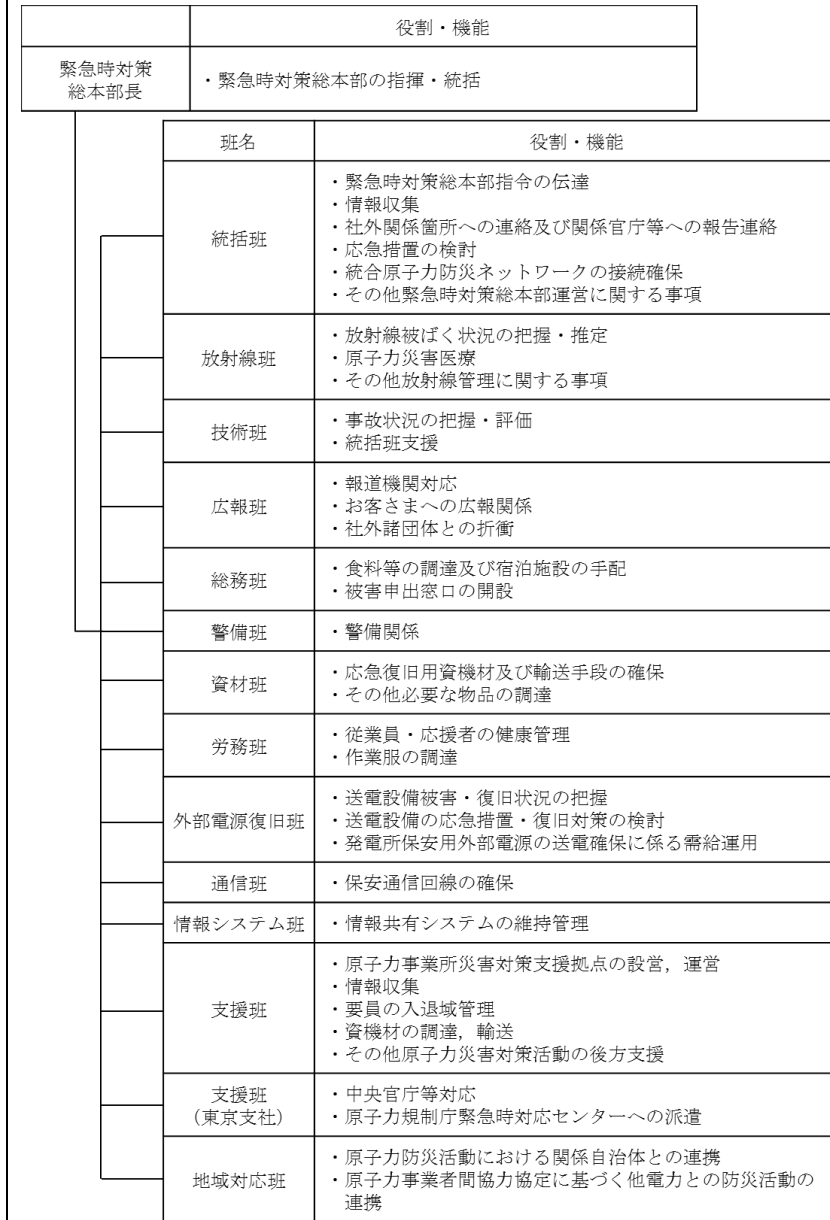 役割・機能
緊急時対策
総本部長
・緊急時対策総本部の指揮・統括
班名
役割・機能
統括班
・緊急時対策総本部指令の伝達
・情報収集
・社外関係箇所への連絡及び関係官庁等への報告連絡
・応急措置の検討
・統合原子力防災ネットワークの接続確保
・その他緊急時対策総本部運営に関する事項
放射線班
・放射線被ばく状況の把握・推定
・原子力災害医療
・その他放射線管理に関する事項
技術班
・事故状況の把握・評価
・統括班支援
広報班
・報道機関対応
・お客さまへの広報関係
・社外諸団体との折衝
総務班
・食料等の調達及び宿泊施設の手配
・被害申出窓口の開設
警備班
・警備関係
資材班
・応急復旧用資機材及び輸送手段の確保
・その他必要な物品の調達
労務班
・従業員・応援者の健康管理
・作業服の調達
外部電源復旧班
・送電設備被害・復旧状況の把握
・送電設備の応急措置・復旧対策の検討
・発電所保安用外部電源の送電確保に係る需給運用
通信班
・保安通信回線の確保
情報システム班
・情報共有システムの維持管理
支援班
・原子力事業所災害対策支援拠点の設営，運営
・情報収集
・要員の入退域管理
・資機材の調達，輸送
・その他原子力災害対策活動の後方支援
支援班
(東京支社)
・中央官庁等対応
・原子力規制庁緊急時対応センターへの派遣
地域対応班
・原子力防災活動における関係自治体との連携
・原子力事業者間協力協定に基づく他電力との防災活動の
連携